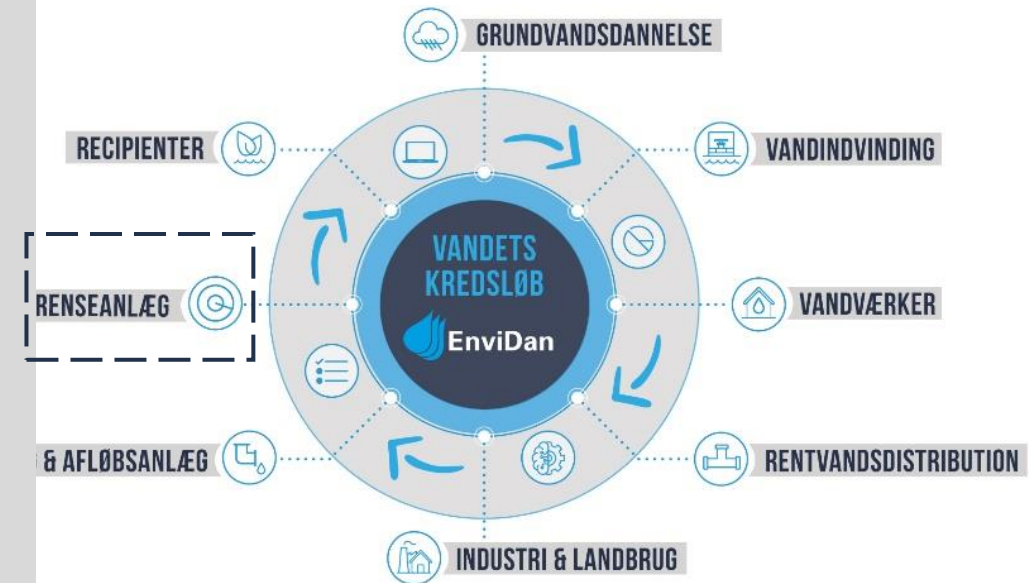 GRUNDVANDSDANNELSE
RECIPIENTER
VANDINDVINDING
VANDETS
KREDSLØB
EnviDan
RENSEANLÆG
VANDVÆRKER
& AFLØBSANLÆG
RENTVANDSDISTRIBUTION
INDUSTRI & LANDBRUG